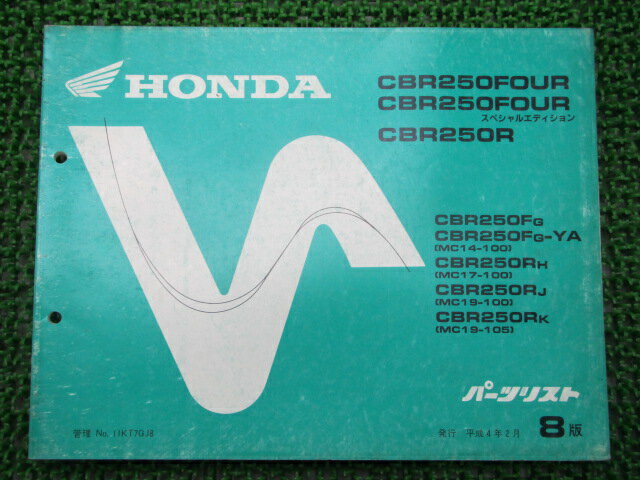 HONDA
CBR250FOUR
CBR250FOUR
スペシャルエディション
CBR250R
CBR250FG
CBR250FG-YA
(MC14-100)
CBR250RH
(MC17-100)
CBR250RJ
(MC19-100)
CBR250RK
(MC19-105)
パーツリスト
管理 No. 11KT7GJ8
発行 平成4年2月 8版